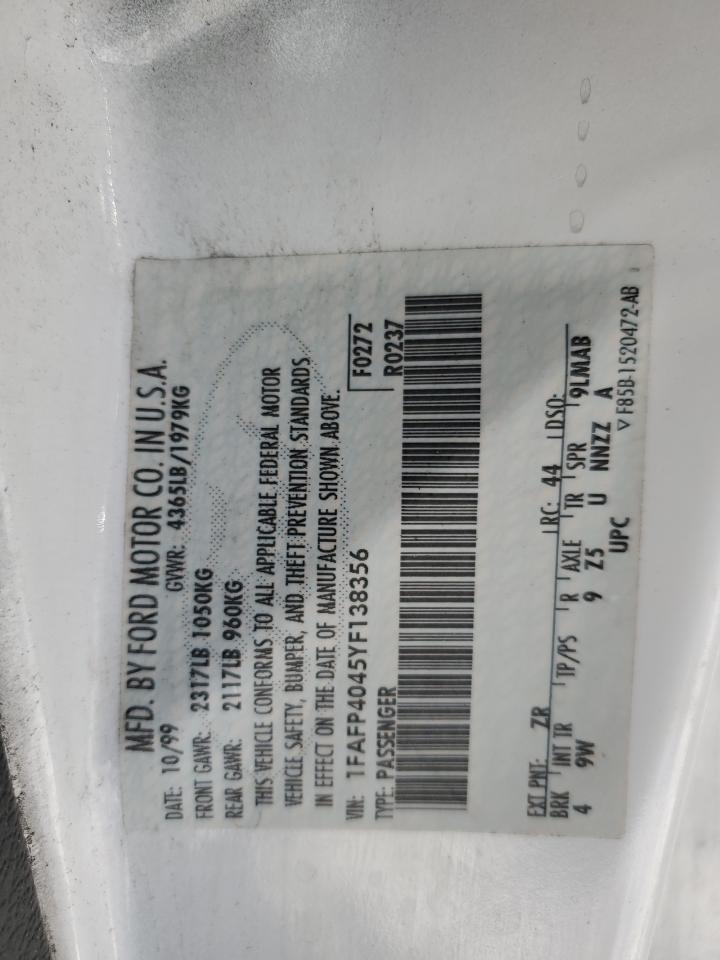 MFD. BY FORD MOTOR CO. IN U.S.A.
DATE: 10/99 GVWR: 4365LB/1979KG
FRONT GAWR: 2317LB 1050KG
REAR GAWR: 2117LB 960KG
THIS VEHICLE CONFORMS TO ALL APPLICABLE FEDERAL MOTOR
VEHICLE SAFETY, BUMPER, AND THEFT PREVENTION STANDARDS
IN EFFECT ON THE DATE OF MANUFACTURE SHOWN ABOVE.
VIN: 1FAFP4045YF138356 F0272
TYPE: PASSENGER R0237
EXT PNT: ZR RC: 44 DSO:
BRK INT TR TP/PS R AXLE TR SPR 9LMAB
4 9W 9 Z5 U NNZZ A
UPC
▽ F85B-1520472-AB